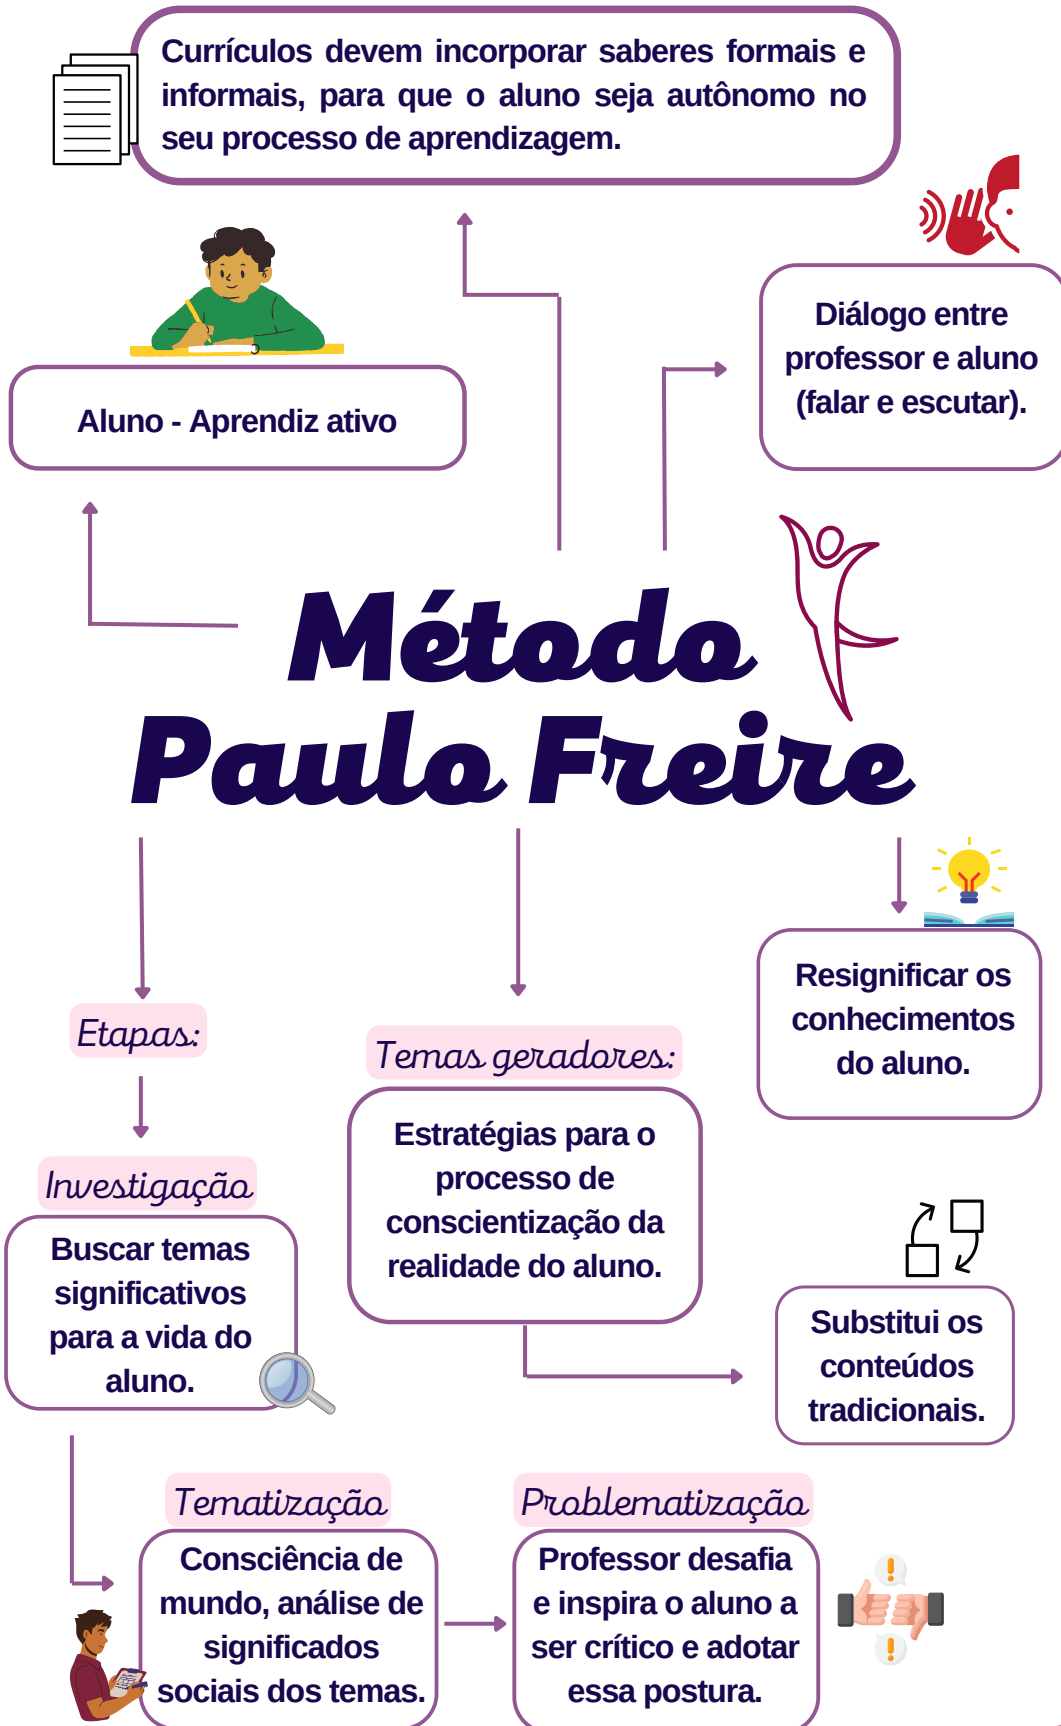 Currículos devem incorporar saberes formais e
informais, para que o aluno seja autônomo no
seu processo de aprendizagem.
Diálogo entre
professor e aluno
(falar e escutar).
Aluno - Aprendiz ativo
Método
Paulo Freire
Etapas:
Temas geradores:
Resignificar os
conhecimentos
do aluno.
Estratégias para o
processo de
conscientização da
realidade do aluno.
Investigação
Buscar temas
significativos
para a vida do
aluno.
Substitui os
conteúdos
tradicionais.
Tematização
Consciência de
mundo, análise de
significados
sociais dos temas.
Problematização
Professor desafia
e inspira o aluno a
ser crítico e adotar
essa postura.